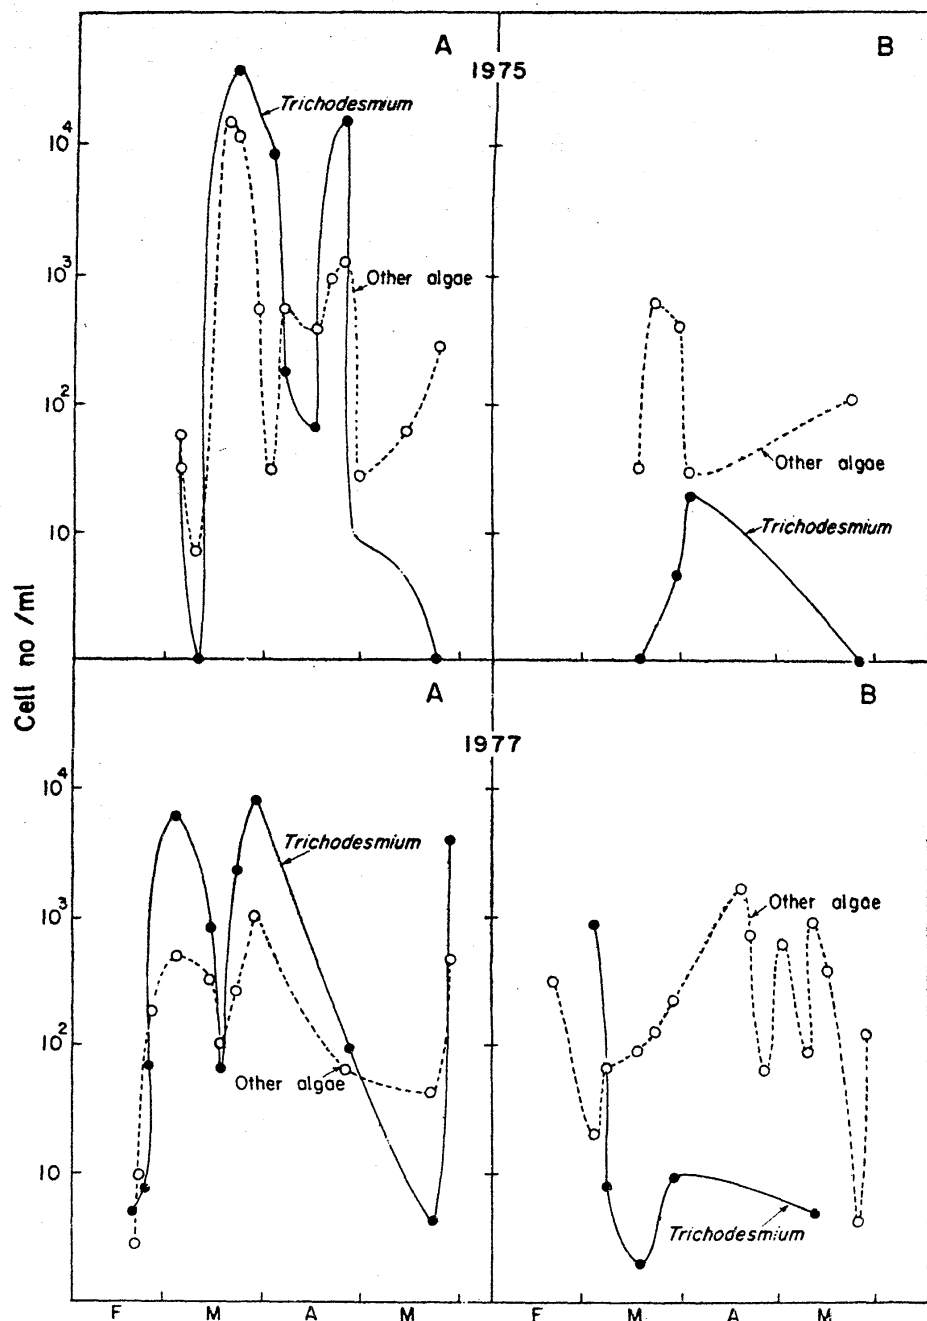 A
B
1975
Trichodesmium
10⁴
10³
Other algae
10²
Other algae
10
Trichodesmium
Cell no /ml
A
B
1977
10⁴
Trichodesmium
10³
Other algae
10²
Other algae
10
Trichodesmium
F M A M F M A M